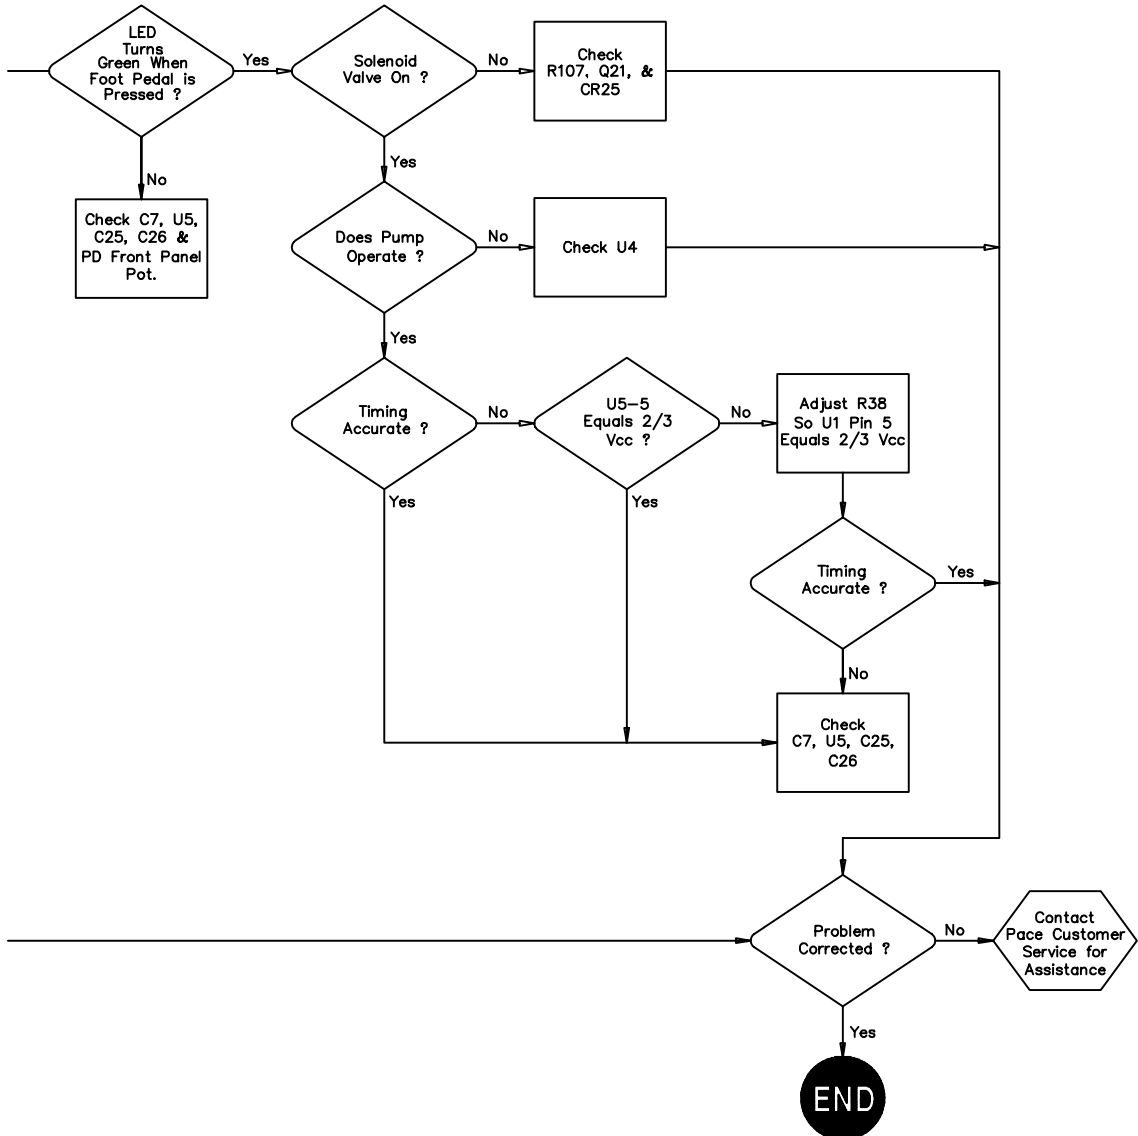 LED
Turns
Green When
Foot Pedal is
Pressed ?
Yes
Solenoid
Valve On ?
No
Check
R107, Q21, &
CR25
No
Yes
Check C7, U5,
C25, C26 &
PD Front Panel
Pot.
Does Pump
Operate ?
No
Check U4
Yes
Timing
Accurate ?
No
U5-5
Equals 2/3
Vcc ?
No
Adjust R38
So U1 Pin 5
Equals 2/3 Vcc
Yes
Yes
Timing
Accurate ?
Yes
No
Check
C7, U5, C25,
C26
Problem
Corrected ?
No
Contact
Pace Customer
Service for
Assistance
Yes
END